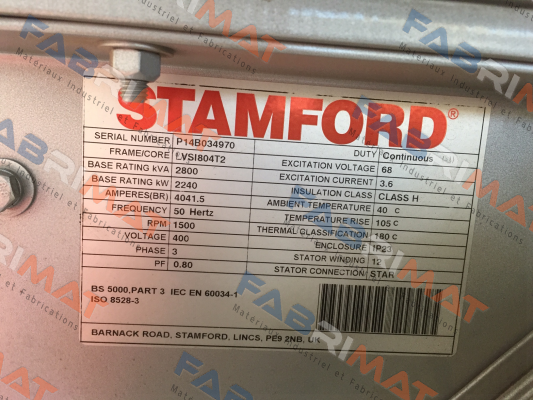 STAMFORD®
SERIAL NUMBER P14B034970
FRAME/CORE LVSI804T2
BASE RATING kVA 2800
BASE RATING kW 2240
AMPERES(BR) 4041.5
FREQUENCY 50 Hertz
RPM 1500
VOLTAGE 400
PHASE 3
PF 0.80
DUTY Continuous
EXCITATION VOLTAGE 68
EXCITATION CURRENT 3.6
INSULATION CLASS CLASS H
AMBIENT TEMPERATURE 40 C
TEMPERATURE RISE 105 C
THERMAL CLASSIFICATION 180 C
ENCLOSURE IP23
STATOR WINDING 12
STATOR CONNECTION STAR
BS 5000,PART 3 IEC EN 60034-1
ISO 8528-3
BARNACK ROAD, STAMFORD, LINCS, PE9 2NB, UK
FABRIMAT
Materiaux Industriel et Fabrications